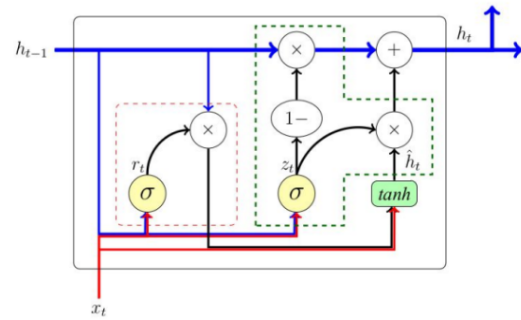 h_{t-1} × + h_t
1−
× ×
r_t z_t ĥ_t
σ σ tanh
x_t